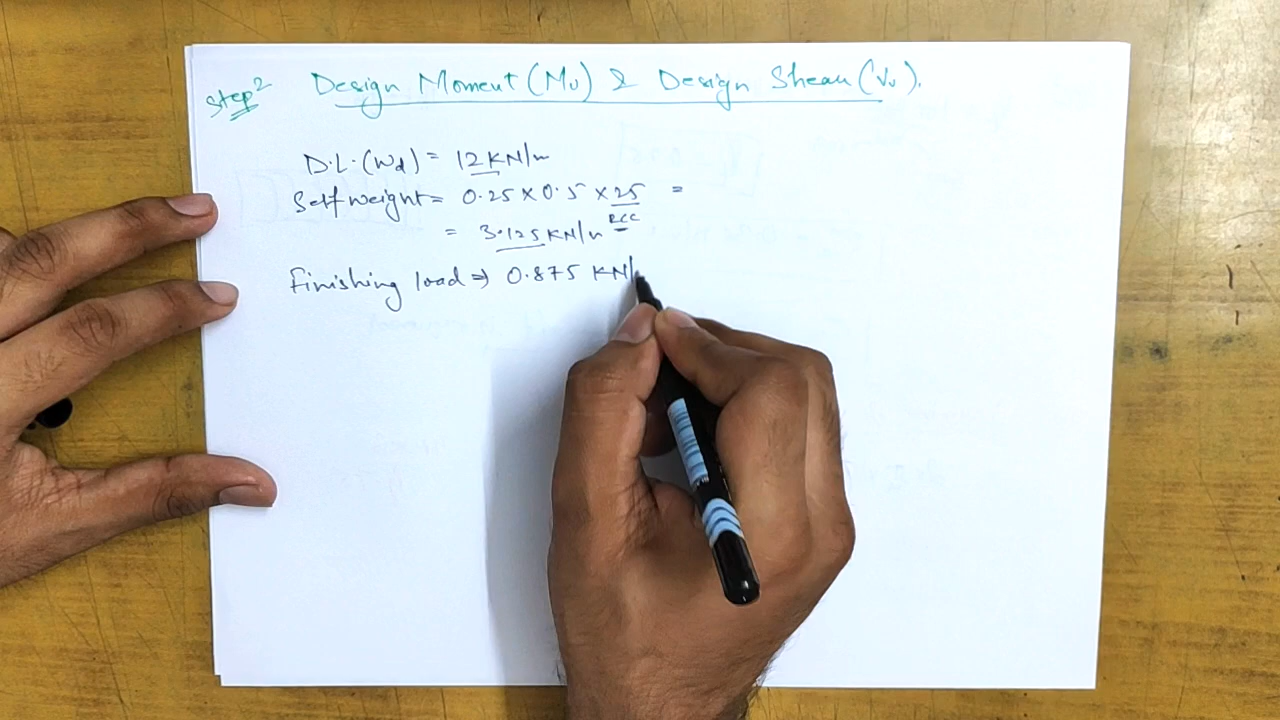 Step 2 Design Moment (Mu) & Design Shear (Vu).
D.L. (Wd) = 12 KN/m
Self weight = 0.25 × 0.5 × 25 =
RCC
= 3.125 KN/m
Finishing load ⇒ 0.875 KN/